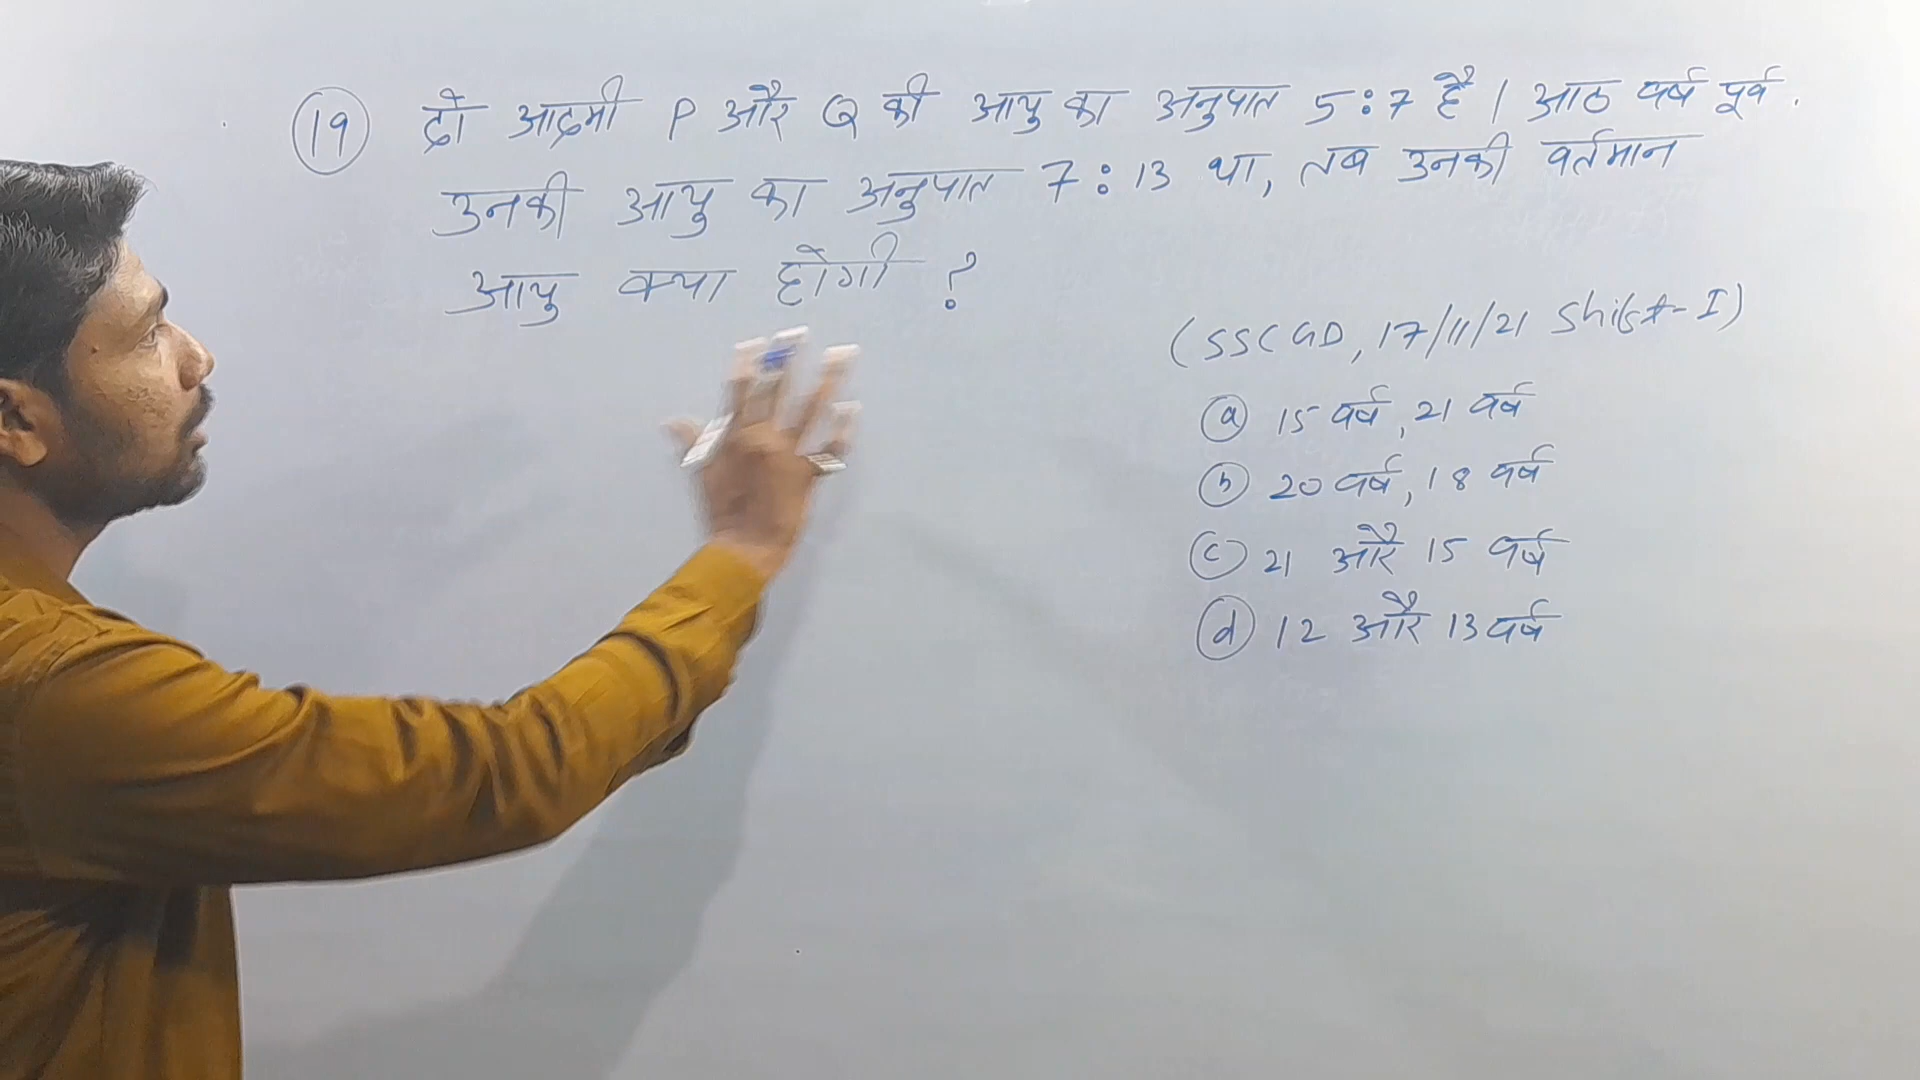 19 दो आदमी P और Q की आयु का अनुपात 5:7 है। आठ वर्ष पूर्व
उनकी आयु का अनुपात 7:13 था, तब उनकी वर्तमान
आयु क्या होगी ?
(SSC GD, 17/11/21 Shift-I)
(a) 15 वर्ष, 21 वर्ष
(b) 20 वर्ष, 18 वर्ष
(c) 21 और 15 वर्ष
(d) 12 और 13 वर्ष